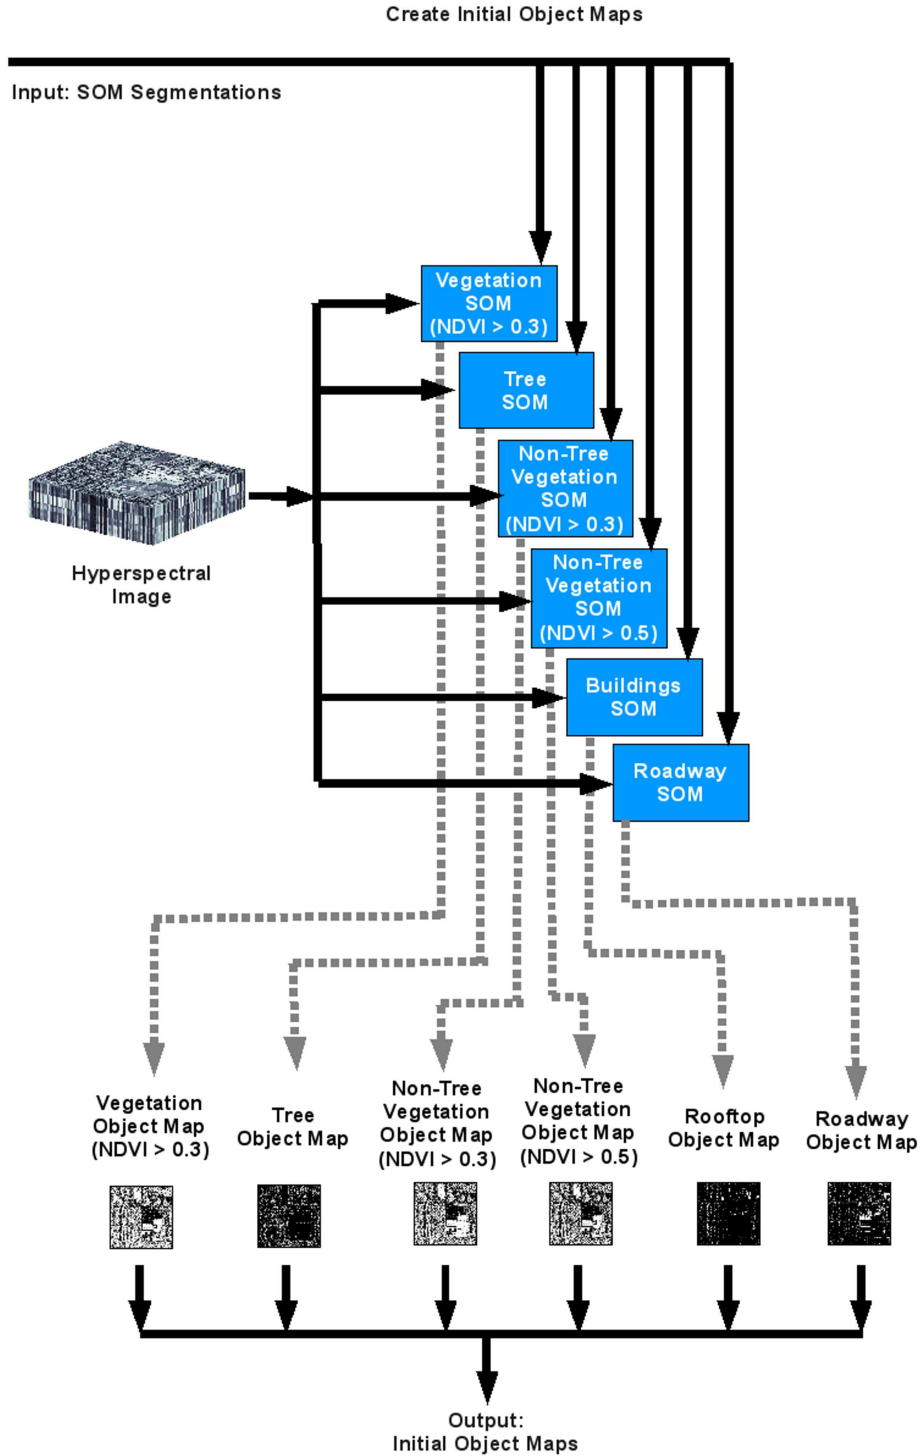 Create Initial Object Maps
Input: SOM Segmentations
Vegetation
SOM
(NDVI > 0.3)
Tree
SOM
Non-Tree
Vegetation
SOM
(NDVI > 0.3)
Hyperspectral
Image
Non-Tree
Vegetation
SOM
(NDVI > 0.5)
Buildings
SOM
Roadway
SOM
Vegetation
Object Map
(NDVI > 0.3)
Tree
Object Map
Non-Tree
Vegetation
Object Map
(NDVI > 0.3)
Non-Tree
Vegetation
Object Map
(NDVI > 0.5)
Rooftop
Object Map
Roadway
Object Map
Output:
Initial Object Maps